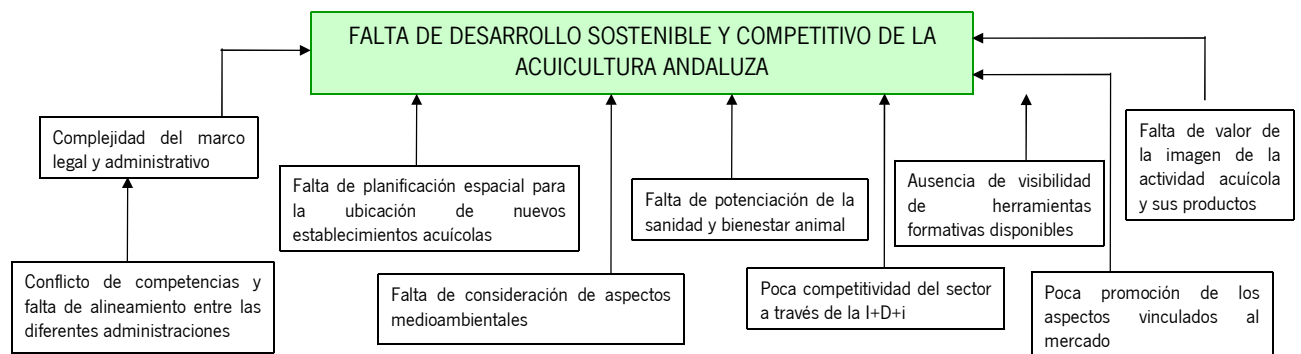 FALTA DE DESARROLLO SOSTENIBLE Y COMPETITIVO DE LA
ACUICULTURA ANDALUZA
Complejidad del marco
legal y administrativo
Falta de valor de
la imagen de la
actividad acuícola
y sus productos
Falta de planificación espacial para
la ubicación de nuevos
establecimientos acuícolas
Falta de potenciación de la
sanidad y bienestar animal
Ausencia de visibilidad
de herramientas
formativas disponibles
Conflicto de competencias y
falta de alineamiento entre las
diferentes administraciones
Falta de consideración de aspectos
medioambientales
Poca competitividad del sector
a través de la I+D+i
Poca promoción de los
aspectos vinculados al
mercado